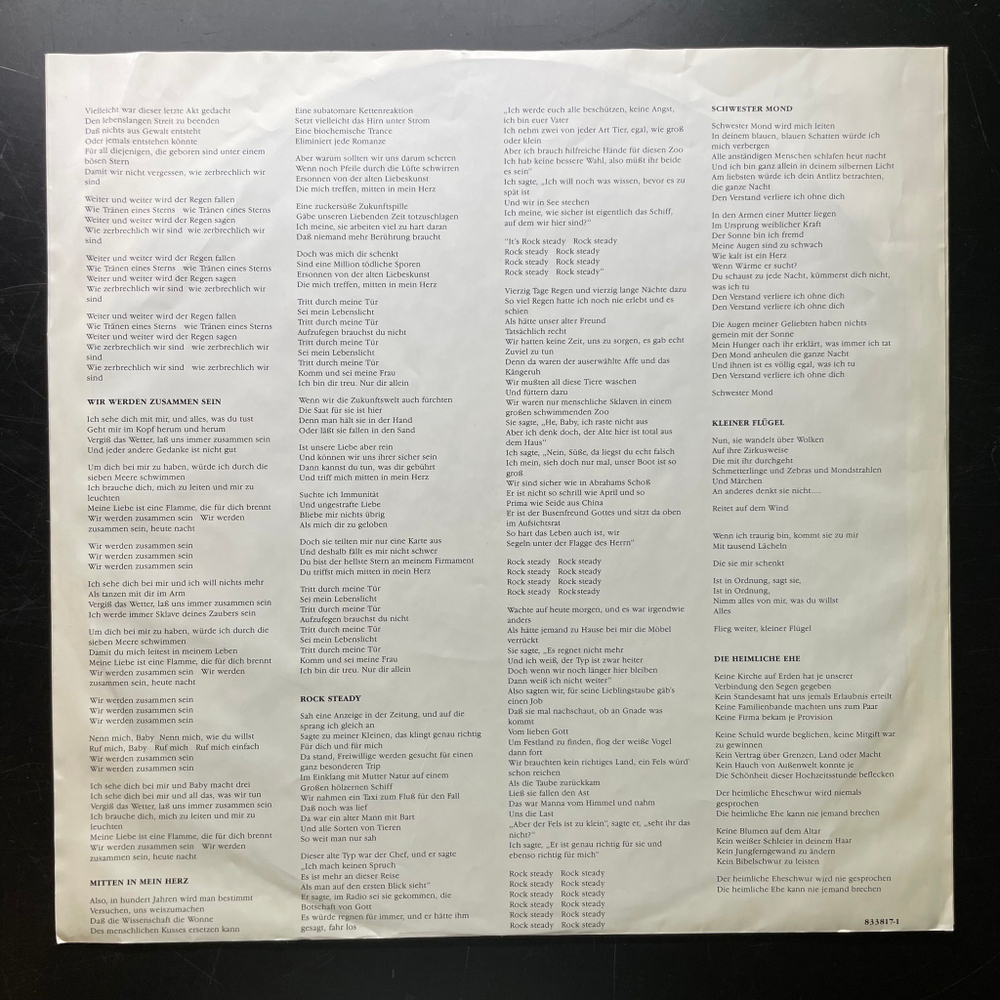 Vielleicht war dieser letzte Akt gedacht
Den lebenslangen Streit zu beenden
Daß nichts aus Gewalt entsteht
Oder jemals entstehen könnte
Für all diejenigen, die geboren sind unter einem
bösen Stern
Damit wir nicht vergessen, wie zerbrechlich wir
sind
Weiter und weiter wird der Regen fallen
Wie Tränen eines Sterns wie Tränen eines Sterns
Weiter und weiter wird der Regen sagen
Wie zerbrechlich wir sind wie zerbrechlich wir
sind
Weiter und weiter wird der Regen fallen
Wie Tränen eines Sterns wie Tränen eines Sterns
Weiter und weiter wird der Regen sagen
Wie zerbrechlich wir sind wie zerbrechlich wir
sind
Weiter und weiter wird der Regen fallen
Wie Tränen eines Sterns wie Tränen eines Sterns
Weiter und weiter wird der Regen sagen
Wie zerbrechlich wir sind wie zerbrechlich wir
sind
Wie zerbrechlich wir sind wie zerbrechlich wir
sind
WIR WERDEN ZUSAMMEN SEIN
Ich sehe dich mit mir, und alles, was du tust
Geht mir im Kopf herum und herum
Vergiß das Wetter, laß uns immer zusammen sein
Und jeder andere Gedanke ist nicht gut
Um dich bei mir zu haben, würde ich durch die
sieben Meere schwimmen
Ich brauche dich, mich zu leiten und mir zu
leuchten
Meine Liebe ist eine Flamme, die für dich brennt
Wir werden zusammen sein Wir werden
zusammen sein, heute nacht
Wir werden zusammen sein
Wir werden zusammen sein
Wir werden zusammen sein
Ich sehe dich bei mir und ich will nichts mehr
Als tanzen mit dir im Arm
Vergiß das Wetter, laß uns immer zusammen sein
Ich werde immer Sklave deines Zaubers sein
Um dich bei mir zu haben, würde ich durch die
sieben Meere schwimmen
Damit du mich leitest in meinem Leben
Meine Liebe ist eine Flamme, die für dich brennt
Wir werden zusammen sein Wir werden
zusammen sein, heute nacht
Wir werden zusammen sein
Wir werden zusammen sein
Wir werden zusammen sein
Nenn mich, Baby Nenn mich, wie du willst
Ruf mich, Baby Ruf mich Ruf mich einfach
Wir werden zusammen sein
Wir werden zusammen sein
Ich sehe dich bei mir und Baby macht drei
Ich sehe dich bei mir und all das, was wir tun
Vergiß das Wetter, laß uns immer zusammen sein
Ich brauche dich, mich zu leiten und mir zu
leuchten
Meine Liebe ist eine Flamme, die für dich brennt
Wir werden zusammen sein Wir werden
zusammen sein, heute nacht
MITTEN IN MEIN HERZ
Also, in hundert Jahren wird man bestimmt
Versuchen, uns weiszumachen
Daß die Wissenschaft die Wonne
Des menschlichen Kusses ersetzen kann
Eine subatomare Kettenreaktion
Setzt vielleicht das Hirn unter Strom
Eine biochemische Trance
Eliminiert jede Romanze
Aber warum sollten wir uns darum scheren
Wenn noch Pfeile durch die Lüfte schwirren
Ersonnen von der alten Liebeskunst
Die mich treffen, mitten in mein Herz
Eine zuckersüße Zukunftspille
Gäbe unseren Liebenden Zeit totzuschlagen
Ich meine, sie arbeiten viel zu hart daran
Daß niemand mehr Berührung braucht
Doch was mich dir schenkt
Sind eine Million tödliche Sporen
Ersonnen von der alten Liebeskunst
Die mich treffen, mitten in mein Herz
Tritt durch meine Tür
Sei mein Lebenslicht
Tritt durch meine Tür
Aufzufegen brauchst du nicht
Tritt durch meine Tür
Sei mein Lebenslicht
Tritt durch meine Tür
Komm und sei meine Frau
Ich bin dir treu. Nur dir allein
Wenn wir die Zukunftswelt auch fürchten
Die Saat für sie ist hier
Denn man hält sie in der Hand
Oder läßt sie fallen in den Sand
Ist unsere Liebe aber rein
Und können wir uns ihrer sicher sein
Dann kannst du tun, was dir gebührt
Und triff mich mitten in mein Herz
Suchte ich Immunität
Und ungestrafte Liebe
Bliebe mir nichts übrig
Als mich dir zu geloben
Doch sie teilten mir nur eine Karte aus
Und deshalb fällt es mir nicht schwer
Du bist der hellste Stern an meinem Firmament
Du triffst mich mitten in mein Herz
Tritt durch meine Tür
Sei mein Lebenslicht
Tritt durch meine Tür
Aufzufegen brauchst du nicht
Tritt durch meine Tür
Sei mein Lebenslicht
Tritt durch meine Tür
Komm und sei meine Frau
Ich bin dir treu. Nur dir allein
ROCK STEADY
Sah eine Anzeige in der Zeitung, und auf die
sprang ich gleich an
Sagte zu meiner Kleinen, das klingt genau richtig
Für dich und für mich
Da stand, Freiwillige werden gesucht für einen
ganz besonderen Trip
Im Einklang mit Mutter Natur auf einem
Großen hölzernen Schiff
Wir nahmen ein Taxi zum Fluß für den Fall
Daß noch was lief
Da war ein alter Mann mit Bart
Und alle Sorten von Tieren
So weit man nur sah
Dieser alte Typ war der Chef, und er sagte
„Ich mach keinen Spruch
Es ist mehr an dieser Reise
Als man auf den ersten Blick sieht“
Er sagte, im Radio sei sie gekommen, die
Botschaft von Gott
Es würde regnen für immer, und er hätte ihm
gesagt, fahr los
„Ich werde euch alle beschützen, keine Angst,
ich bin euer Vater
Ich nehm zwei von jeder Art Tier, egal, wie groß
oder klein
Aber ich brauch hilfreiche Hände für diesen Zoo
Ich hab keine bessere Wahl, also müßt ihr beide
es sein“
Ich sagte, „Ich will noch was wissen, bevor es zu
spät ist
Und wir in See stechen
Ich meine, wie sicher ist eigentlich das Schiff,
auf dem wir hier sind?“
"It's Rock steady Rock steady
Rock steady Rock steady
Rock steady Rock steady
Rock steady Rock steady"
Vierzig Tage Regen und vierzig lange Nächte dazu
So viel Regen hatte ich noch nie erlebt und es
schien
Als hätte unser alter Freund
Tatsächlich recht
Wir hatten keine Zeit, uns zu sorgen, es gab echt
Zuviel zu tun
Denn da waren der auserwählte Affe und das
Känguruh
Wir mußten all diese Tiere waschen
Und füttern dazu
Wir waren nur menschliche Sklaven in einem
großen schwimmenden Zoo
Sie sagte, „He, Baby, ich raste nicht aus
Aber ich denk doch, der Alte hier ist total aus
dem Haus“
Ich sagte, „Nein, Süße, da liegst du echt falsch
Ich mein, sieh doch nur mal, unser Boot ist so
groß
Wir sind sicher wie in Abrahams Schoß
Er ist nicht so schrill wie April und so
Prima wie Seide aus China
Er ist der Busenfreund Gottes und sitzt da oben
im Aufsichtsrat
So hart das Leben auch ist, wir
Segeln unter der Flagge des Herrn“
Rock steady Rock steady
Rock steady Rock steady
Rock steady Rock steady
Rock steady Rocksteady
Wachte auf heute morgen, und es war irgendwie
anders
Als hätte jemand zu Hause bei mir die Möbel
verrückt
Sie sagte, „Es regnet nicht mehr
Und ich weiß, der Typ ist zwar heiter
Doch wenn wir noch länger hier bleiben
Dann weiß ich nicht weiter“
Also sagten wir, für seine Lieblingstaube gäb's
einen Job
Daß sie mal nachschaut, ob an Gnade was
kommt
Vom lieben Gott
Um Festland zu finden, flog der weiße Vogel
dann fort
Wir brauchten kein richtiges Land, ein Fels würd'
schon reichen
Als die Taube zurückkam
Ließ sie fallen den Ast
Das war Manna vom Himmel und nahm
Uns die Last
„Aber der Fels ist zu klein“, sagte er, „seht ihr das
nicht?“
Ich sagte, „Er ist genau richtig für sie und
ebenso richtig für mich“
Rock steady Rock steady
Rock steady Rock steady
Rock steady Rock steady
Rock steady Rock steady
Rock steady Rock steady
Rock steady Rock steady
SCHWESTER MOND
Schwester Mond wird mich leiten
In deinem blauen, blauen Schatten würde ich
mich verbergen
Alle anständigen Menschen schlafen heut nacht
Und ich bin ganz allein in deinem silbernen Licht
Am liebsten würde ich dein Antlitz betrachten,
die ganze Nacht
Den Verstand verliere ich ohne dich
In den Armen einer Mutter liegen
Im Ursprung weiblicher Kraft
Der Sonne bin ich fremd
Meine Augen sind zu schwach
Wie kalt ist ein Herz
Wenn Wärme er sucht?
Du schaust zu jede Nacht, kümmerst dich nicht,
was ich tu
Den Verstand verliere ich ohne dich
Den Verstand verliere ich ohne dich
Die Augen meiner Geliebten haben nichts
gemein mit der Sonne
Mein Hunger nach ihr erklärt, was immer ich tat
Den Mond anheulen die ganze Nacht
Und ihnen ist es völlig egal, was ich tu
Den Verstand verliere ich ohne dich
Schwester Mond
KLEINER FLÜGEL
Nun, sie wandelt über Wolken
Auf ihre Zirkusweise
Die mit ihr durchgeht
Schmetterlinge und Zebras und Mondstrahlen
Und Märchen
An anderes denkt sie nicht....
Reitet auf dem Wind
Wenn ich traurig bin, kommt sie zu mir
Mit tausend Lächeln
Die sie mir schenkt
Ist in Ordnung, sagt sie,
Ist in Ordnung,
Nimm alles von mir, was du willst
Alles
Flieg weiter, kleiner Flügel
DIE HEIMLICHE EHE
Keine Kirche auf Erden hat je unserer
Verbindung den Segen gegeben
Kein Standesamt hat uns jemals Erlaubnis erteilt
Keine Familienbande machten uns zum Paar
Keine Firma bekam je Provision
Keine Schuld wurde beglichen, keine Mitgift war
zu gewinnen
Kein Vertrag über Grenzen, Land oder Macht
Kein Hauch von Außenwelt konnte je
Die Schönheit dieser Hochzeitsstunde beflecken
Der heimliche Eheschwur wird niemals
gesprochen
Die heimliche Ehe kann nie jemand brechen
Keine Blumen auf dem Altar
Kein weißer Schleier in deinem Haar
Kein Jungferngewand zu ändern
Kein Bibelschwur zu leisten
Der heimliche Eheschwur wird nie gesprochen
Die heimliche Ehe kann nie jemand brechen
833817-1